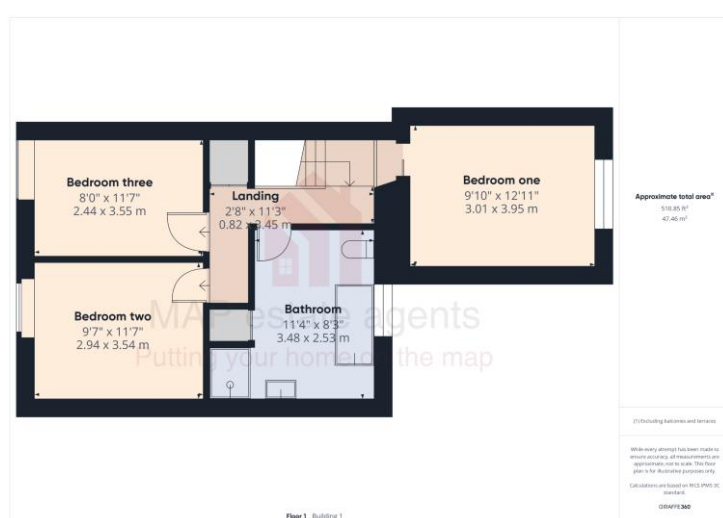 Bedroom three
8'0" x 11'7"
2.44 x 3.55 m
Landing
2'8" x 11'3"
0.82 x 3.45 m
Bedroom one
9'10" x 12'11"
3.01 x 3.95 m
Bedroom two
9'7" x 11'7"
2.94 x 3.54 m
Bathroom
11'4" x 8'3"
3.48 x 2.53 m
MAP estate agents
Putting your home on the map
Approximate total area⁽¹⁾
510.85 ft²
47.46 m²
(1) Excluding balconies and terraces
While every attempt has been made to
ensure accuracy, all measurements are
approximate, not to scale. This floor
plan is for illustrative purposes only.
Calculations are based on RICS IPMS 3C
standard.
GIRAFFE360
Floor 1 Building 1